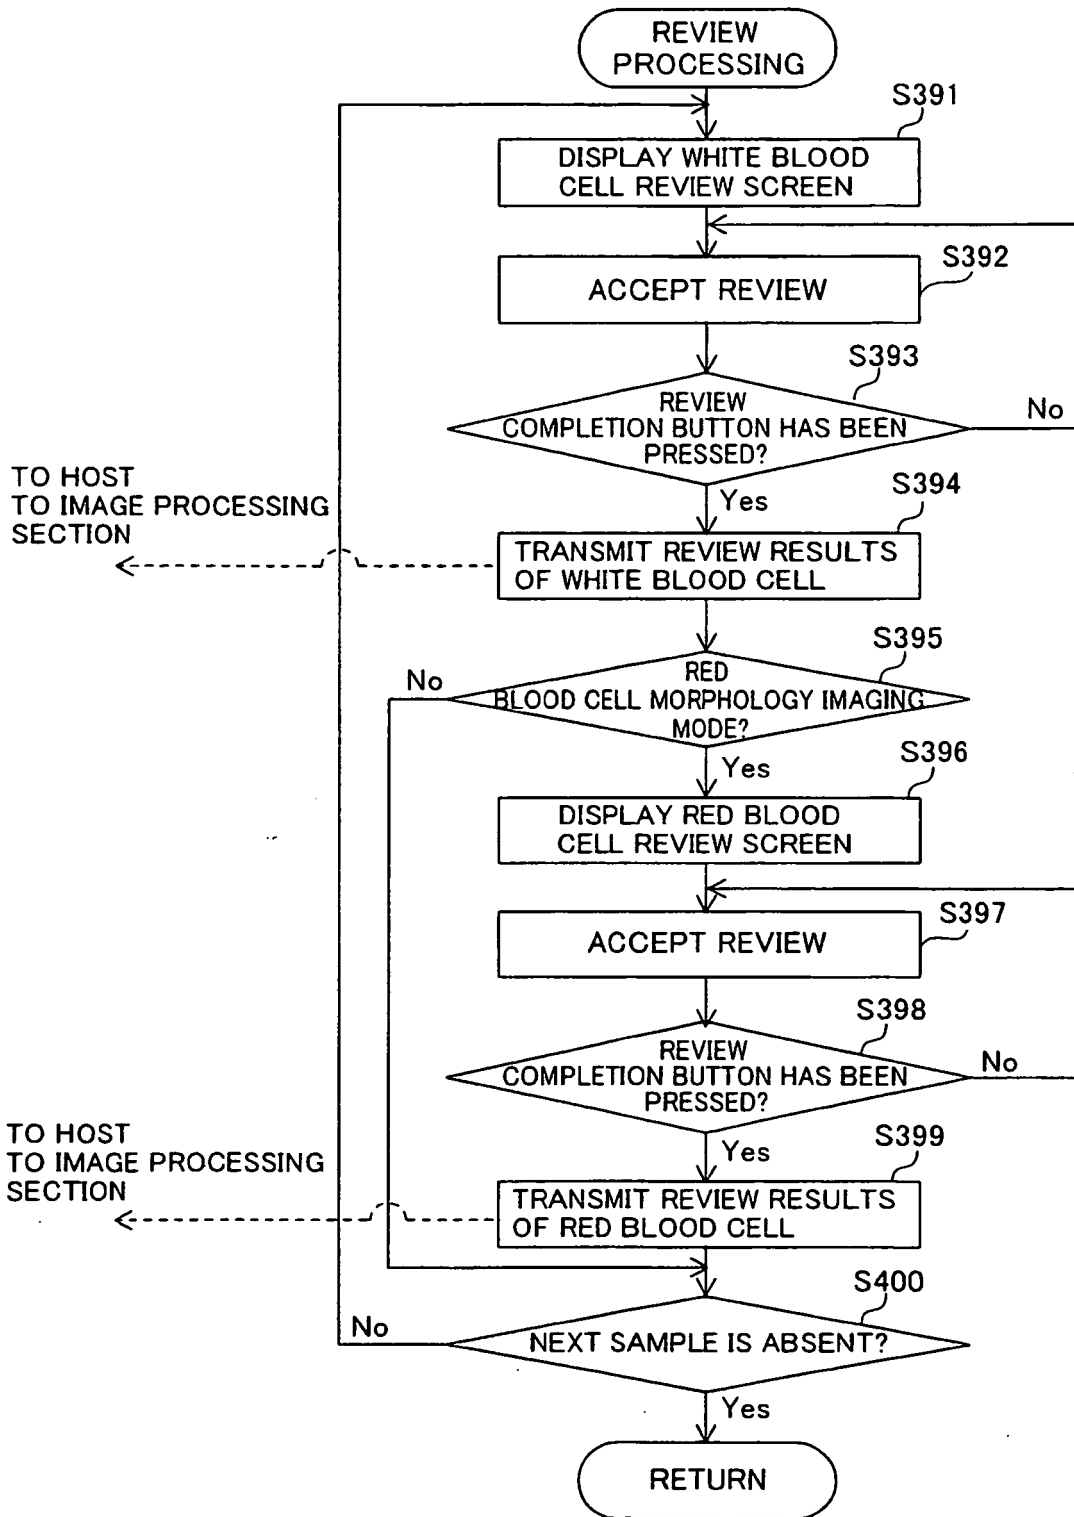 REVIEW
PROCESSING
S391
DISPLAY WHITE BLOOD
CELL REVIEW SCREEN
S392
ACCEPT REVIEW
S393
REVIEW
COMPLETION BUTTON HAS BEEN
PRESSED?
No
Yes
TO HOST
TO IMAGE PROCESSING
SECTION
S394
TRANSMIT REVIEW RESULTS
OF WHITE BLOOD CELL
S395
No
RED
BLOOD CELL MORPHOLOGY IMAGING
MODE?
Yes
S396
DISPLAY RED BLOOD
CELL REVIEW SCREEN
S397
ACCEPT REVIEW
S398
REVIEW
COMPLETION BUTTON HAS BEEN
PRESSED?
No
Yes
TO HOST
TO IMAGE PROCESSING
SECTION
S399
TRANSMIT REVIEW RESULTS
OF RED BLOOD CELL
S400
No
NEXT SAMPLE IS ABSENT?
Yes
RETURN